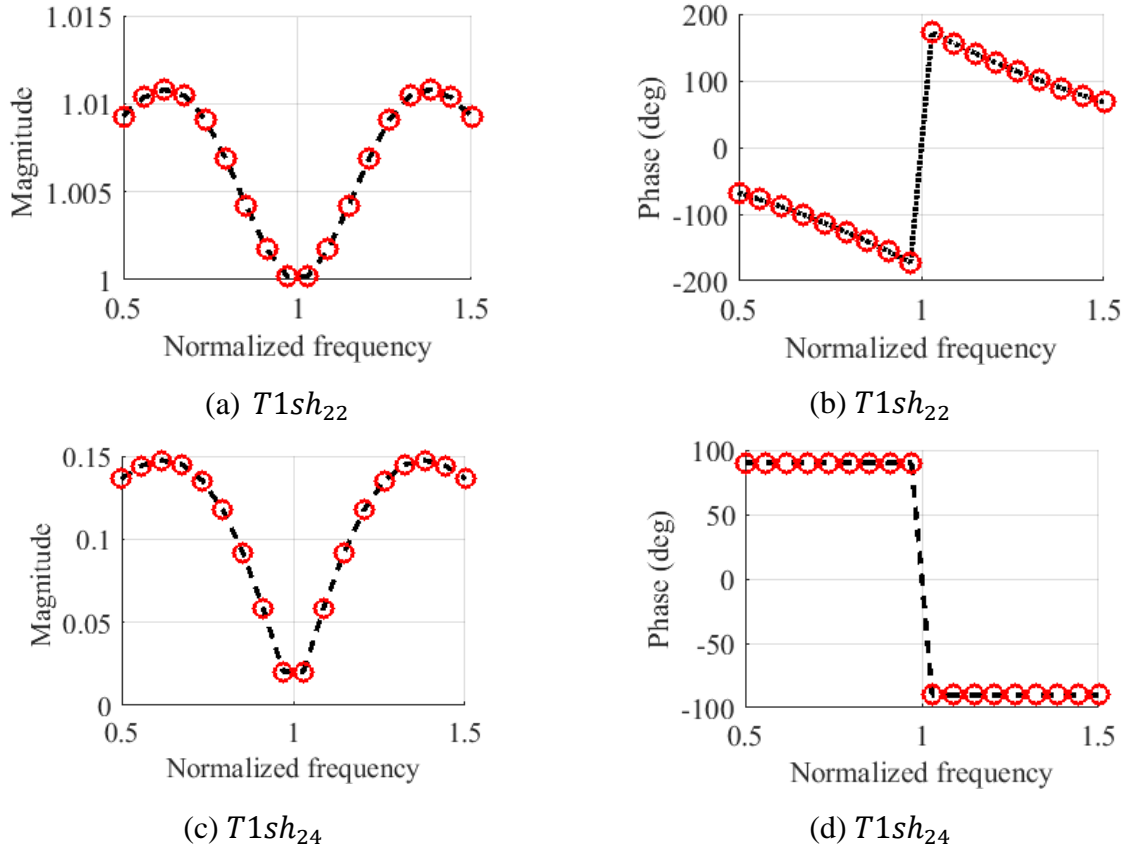 1.015
1.01
1.005
1
0.5
1
1.5
Magnitude
Normalized frequency
(a) T1sh₂₂
200
100
0
-100
-200
0.5
1
1.5
Phase (deg)
Normalized frequency
(b) T1sh₂₂
0.15
0.1
0.05
0
0.5
1
1.5
Magnitude
Normalized frequency
(c) T1sh₂₄
100
50
0
-50
-100
0.5
1
1.5
Phase (deg)
Normalized frequency
(d) T1sh₂₄